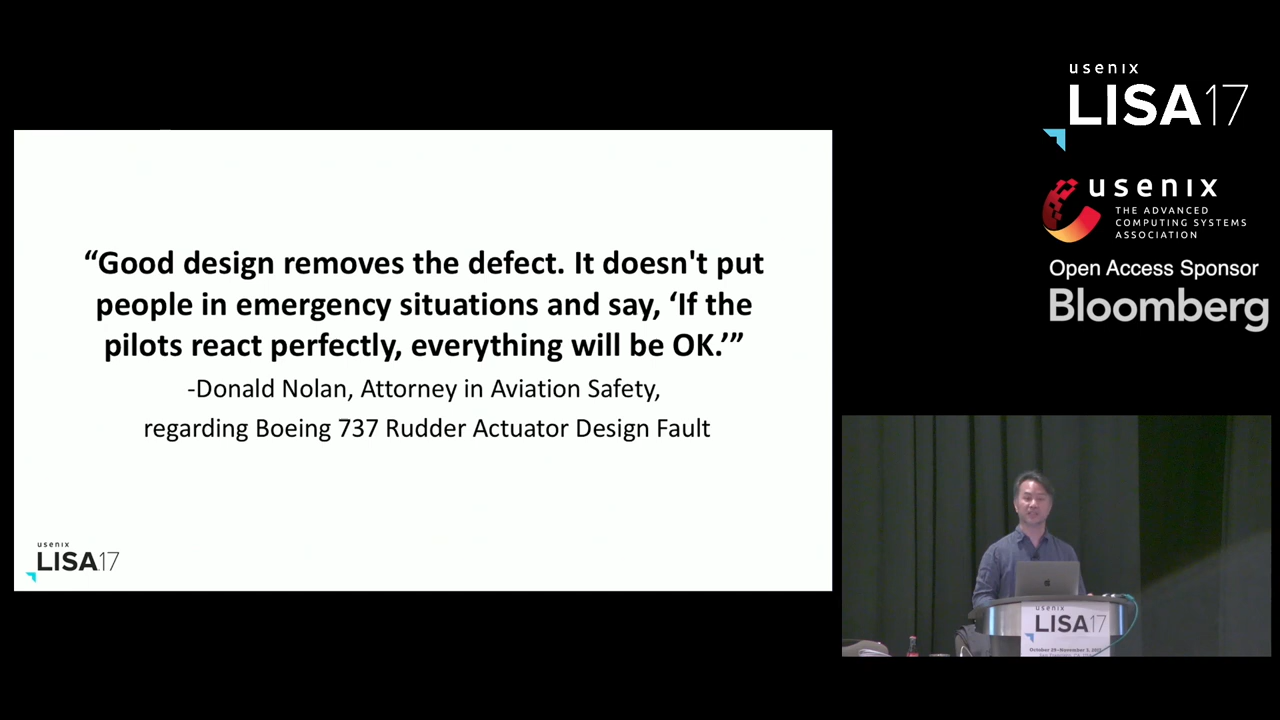 “Good design removes the defect. It doesn't put
people in emergency situations and say, ‘If the
pilots react perfectly, everything will be OK.’”
-Donald Nolan, Attorney in Aviation Safety,
regarding Boeing 737 Rudder Actuator Design Fault
usenix
LISA17
usenix
LISA17
usenix
THE ADVANCED
COMPUTING SYSTEMS
ASSOCIATION
Open Access Sponsor
Bloomberg
usenix
LISA17